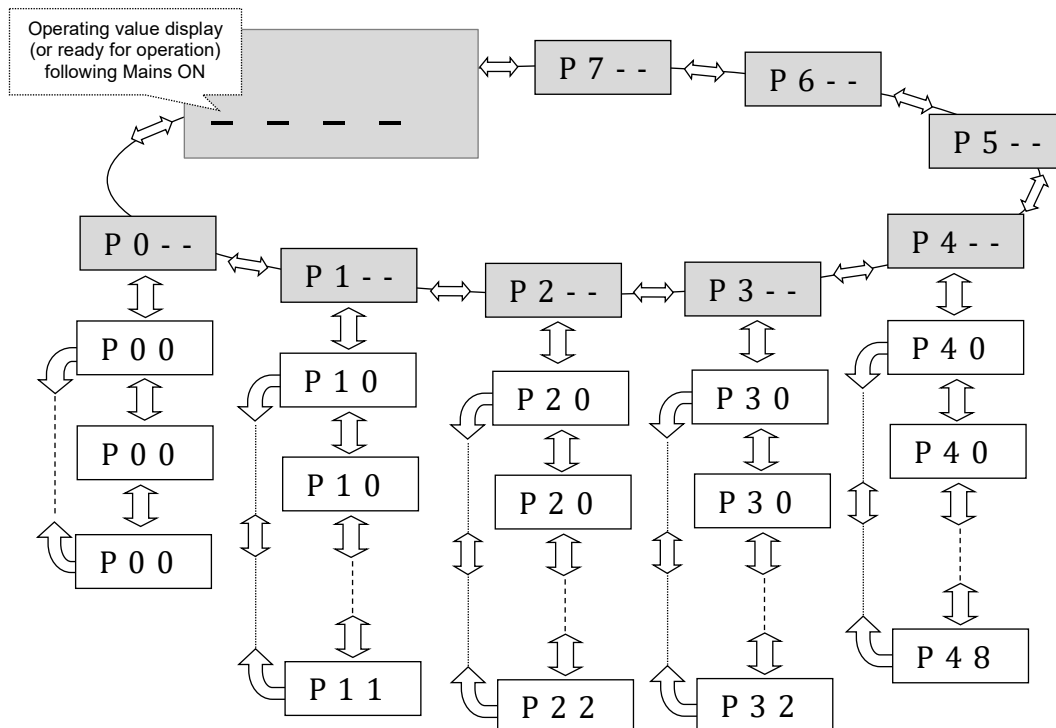 Operating value display
(or ready for operation)
following Mains ON
– – – –
P 7 - -
P 6 - -
P 5 - -
P 0 - -
P 1 - -
P 2 - -
P 3 - -
P 4 - -
P 0 0
P 1 0
P 2 0
P 3 0
P 4 0
P 0 0
P 1 0
P 2 0
P 3 0
P 4 0
P 0 0
P 1 1
P 2 2
P 3 2
P 4 8